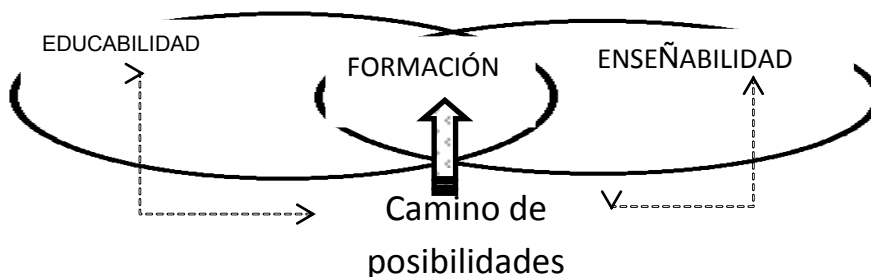 EDUCABILIDAD
FORMACIÓN
ENSEÑABILIDAD
Camino de
posibilidades